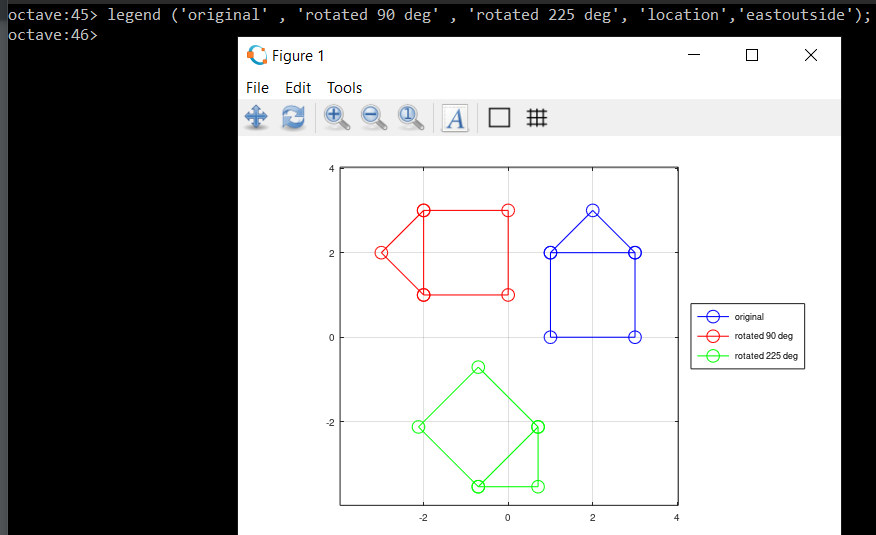 octave:45> legend ('original' , 'rotated 90 deg' , 'rotated 225 deg', 'location','eastoutside');
octave:46>
Figure 1
File Edit Tools
A
4
2
0
-2
-2 0 2 4
original
rotated 90 deg
rotated 225 deg